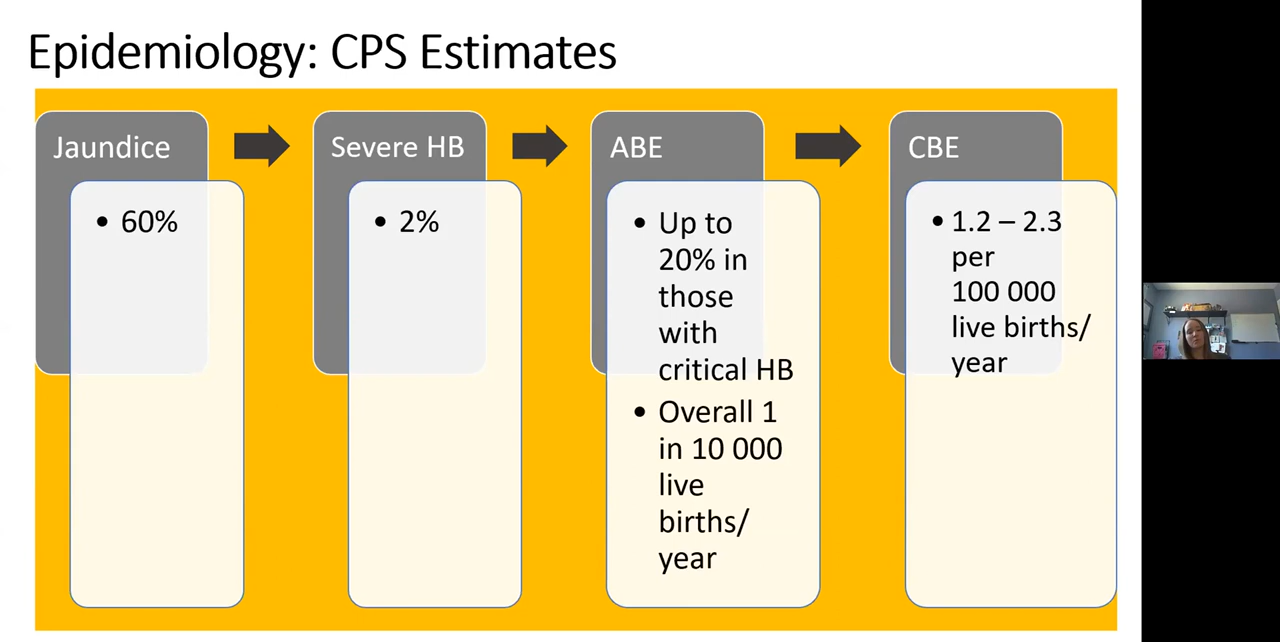 Epidemiology: CPS Estimates
Jaundice
• 60%
Severe HB
• 2%
ABE
• Up to
20% in
those
with
critical HB
• Overall 1
in 10 000
live
births/
year
CBE
• 1.2 – 2.3
per
100 000
live births/
year